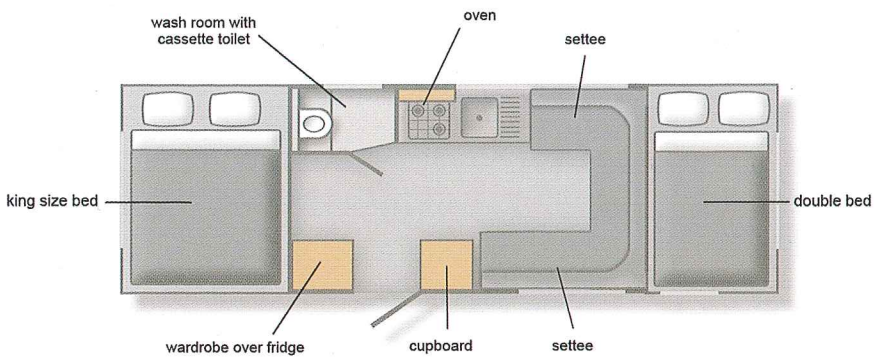 wash room with
cassette toilet
oven
settee
king size bed
double bed
wardrobe over fridge
cupboard
settee